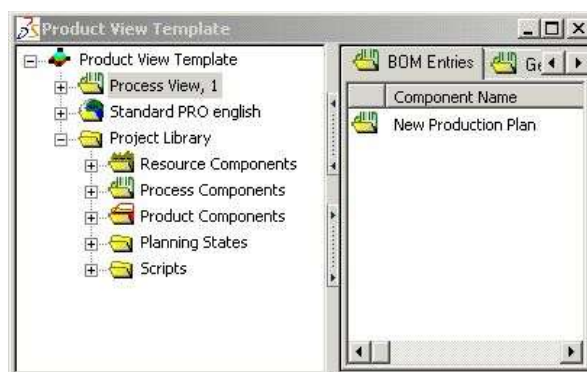 Product View Template
Product View Template
Process View, 1
Standard PRO english
Project Library
Resource Components
Process Components
Product Components
Planning States
Scripts
BOM Entries
Component Name
New Production Plan